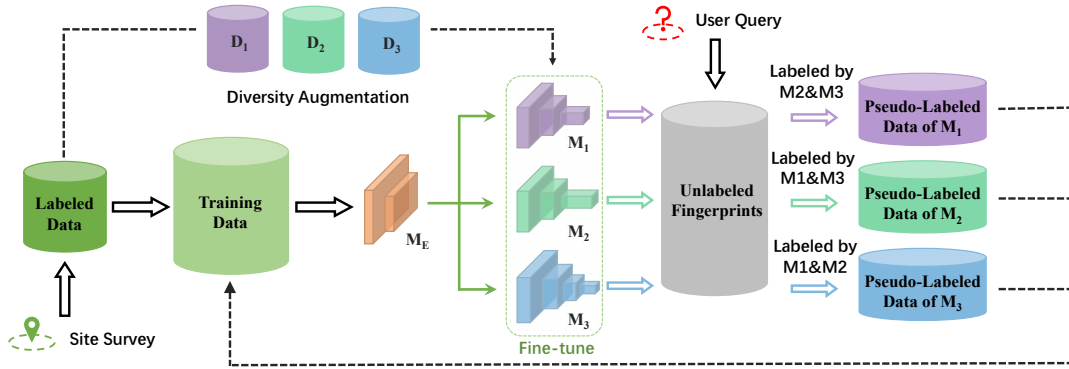 D1
D2
D3
Diversity Augmentation
?
User Query
Labeled
Data
Training
Data
ME
M1
M2
M3
Fine-tune
Unlabeled
Fingerprints
Labeled by
M2&M3
Pseudo-Labeled
Data of M1
Labeled by
M1&M3
Pseudo-Labeled
Data of M2
Labeled by
M1&M2
Pseudo-Labeled
Data of M3
Site Survey